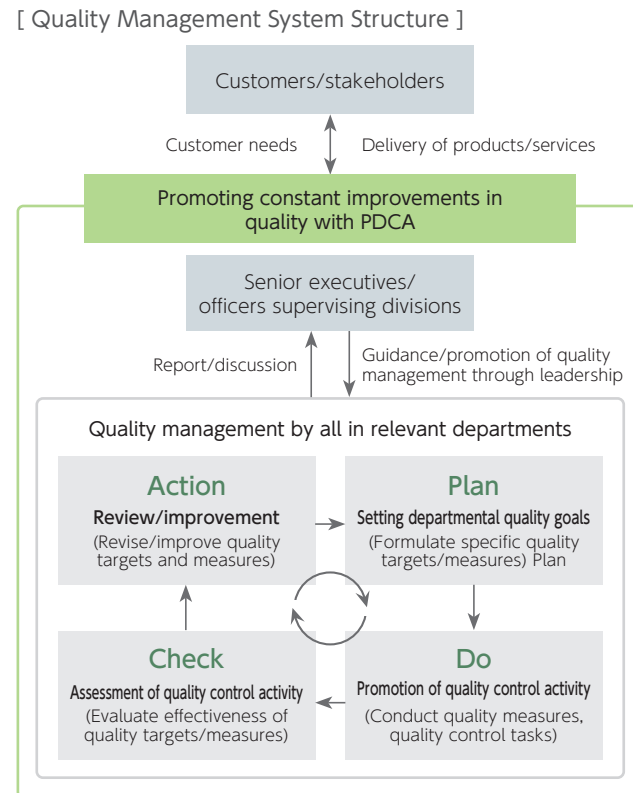 [ Quality Management System Structure ]
Customers/stakeholders
Customer needs
Delivery of products/services
Promoting constant improvements in
quality with PDCA
Senior executives/
officers supervising divisions
Report/discussion
Guidance/promotion of quality
management through leadership
Quality management by all in relevant departments
Action
Review/improvement
(Revise/improve quality
targets and measures)
Plan
Setting departmental quality goals
(Formulate specific quality
targets/measures) Plan
Check
Assessment of quality control activity
(Evaluate effectiveness of
quality targets/measures)
Do
Promotion of quality control activity
(Conduct quality measures,
quality control tasks)